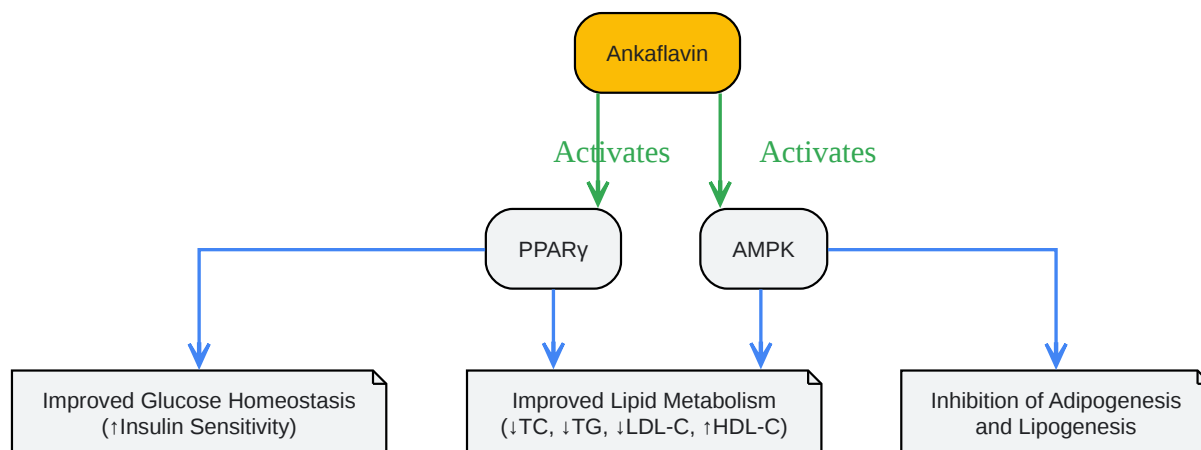 Ankaflavin
Activates
Activates
PPARγ
AMPK
Improved Glucose Homeostasis
(↑Insulin Sensitivity)
Improved Lipid Metabolism
(↓TC, ↓TG, ↓LDL-C, ↑HDL-C)
Inhibition of Adipogenesis
and Lipogenesis